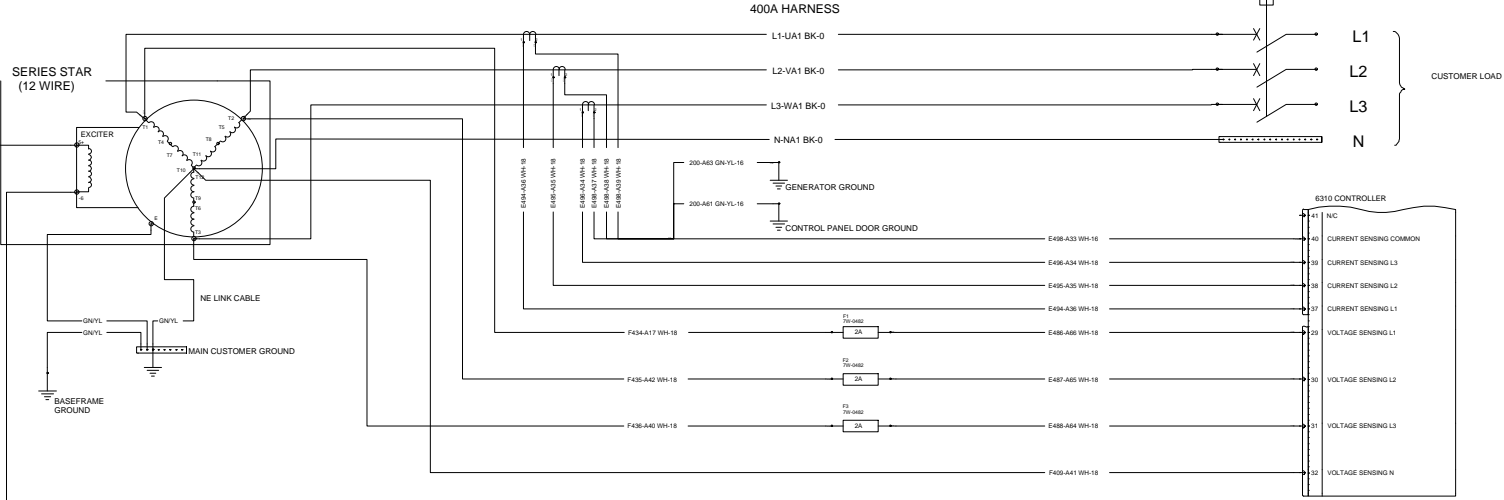 400A HARNESS
L1-UA1 BK-0
L1
SERIES STAR
(12 WIRE)
L2-VA1 BK-0
L2
CUSTOMER LOAD
L3-WA1 BK-0
L3
EXCITER
T1
T2
T5
T4
T8
N-NA1 BK-0
N
T7
T11
T10
T12
T9
T6
T3
E
200-A63 GN-YL-16
GENERATOR GROUND
200-A61 GN-YL-16
CONTROL PANEL DOOR GROUND
E494-A36 WH-18
E495-A35 WH-18
E496-A34 WH-18
E498-A37 WH-18
E498-A38 WH-18
E498-A39 WH-18
6310 CONTROLLER
41 N/C
E498-A33 WH-16
40 CURRENT SENSING COMMON
E496-A34 WH-18
39 CURRENT SENSING L3
E495-A35 WH-18
38 CURRENT SENSING L2
E494-A36 WH-18
37 CURRENT SENSING L1
NE LINK CABLE
GN/YL
GN/YL
GN/YL
MAIN CUSTOMER GROUND
BASEFRAME
GROUND
F434-A17 WH-18
F1
7W-0482
2A
E486-A66 WH-18
29 VOLTAGE SENSING L1
F435-A42 WH-18
F2
7W-0482
2A
E487-A65 WH-18
30 VOLTAGE SENSING L2
F436-A40 WH-18
F3
7W-0482
2A
E488-A64 WH-18
31 VOLTAGE SENSING L3
F409-A41 WH-18
32 VOLTAGE SENSING N